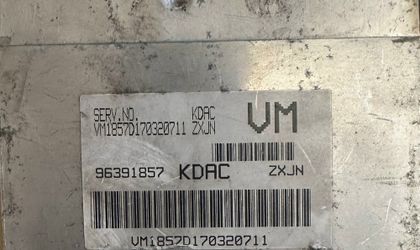 SERV.NO. KDAC VM
VM1857D170320711 ZXJN
96391857 KDAC ZXJN
VM1857D170320711